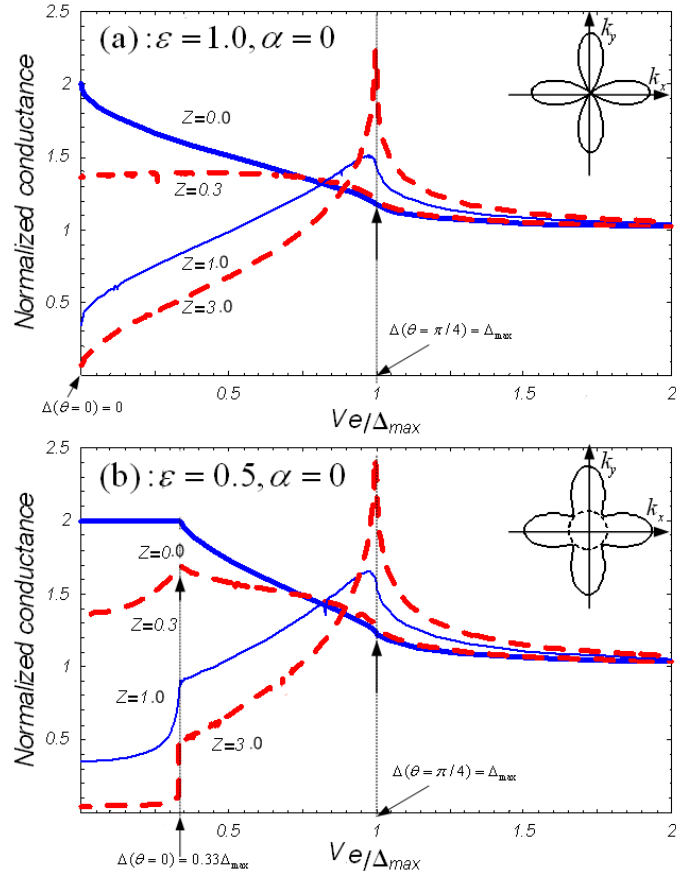 (a) : ε = 1.0, α = 0
Normalized conductance
2.5
2
1.5
1
0.5
Z=0.0
Z=0.3
Z=1.0
Z=3.0
k_y
k_x
Δ(θ = π/4) = Δ_max
Δ(θ = 0) = 0
0.5
1
1.5
2
Ve/Δ_max
(b) : ε = 0.5, α = 0
Normalized conductance
2.5
2
1.5
1
0.5
Z=0.0
Z=0.3
Z=1.0
Z=3.0
k_y
k_x
Δ(θ = π/4) = Δ_max
Δ(θ = 0) = 0.33Δ_max
0.5
1
1.5
2
Ve/Δ_max